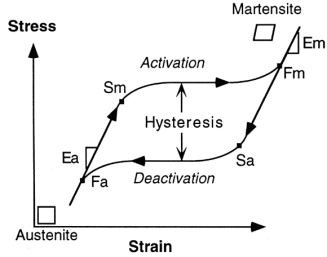 Martensite
Stress
Em
Activation
Fm
Sm
Hysteresis
Ea
Sa
Fa
Deactivation
Austenite
Strain